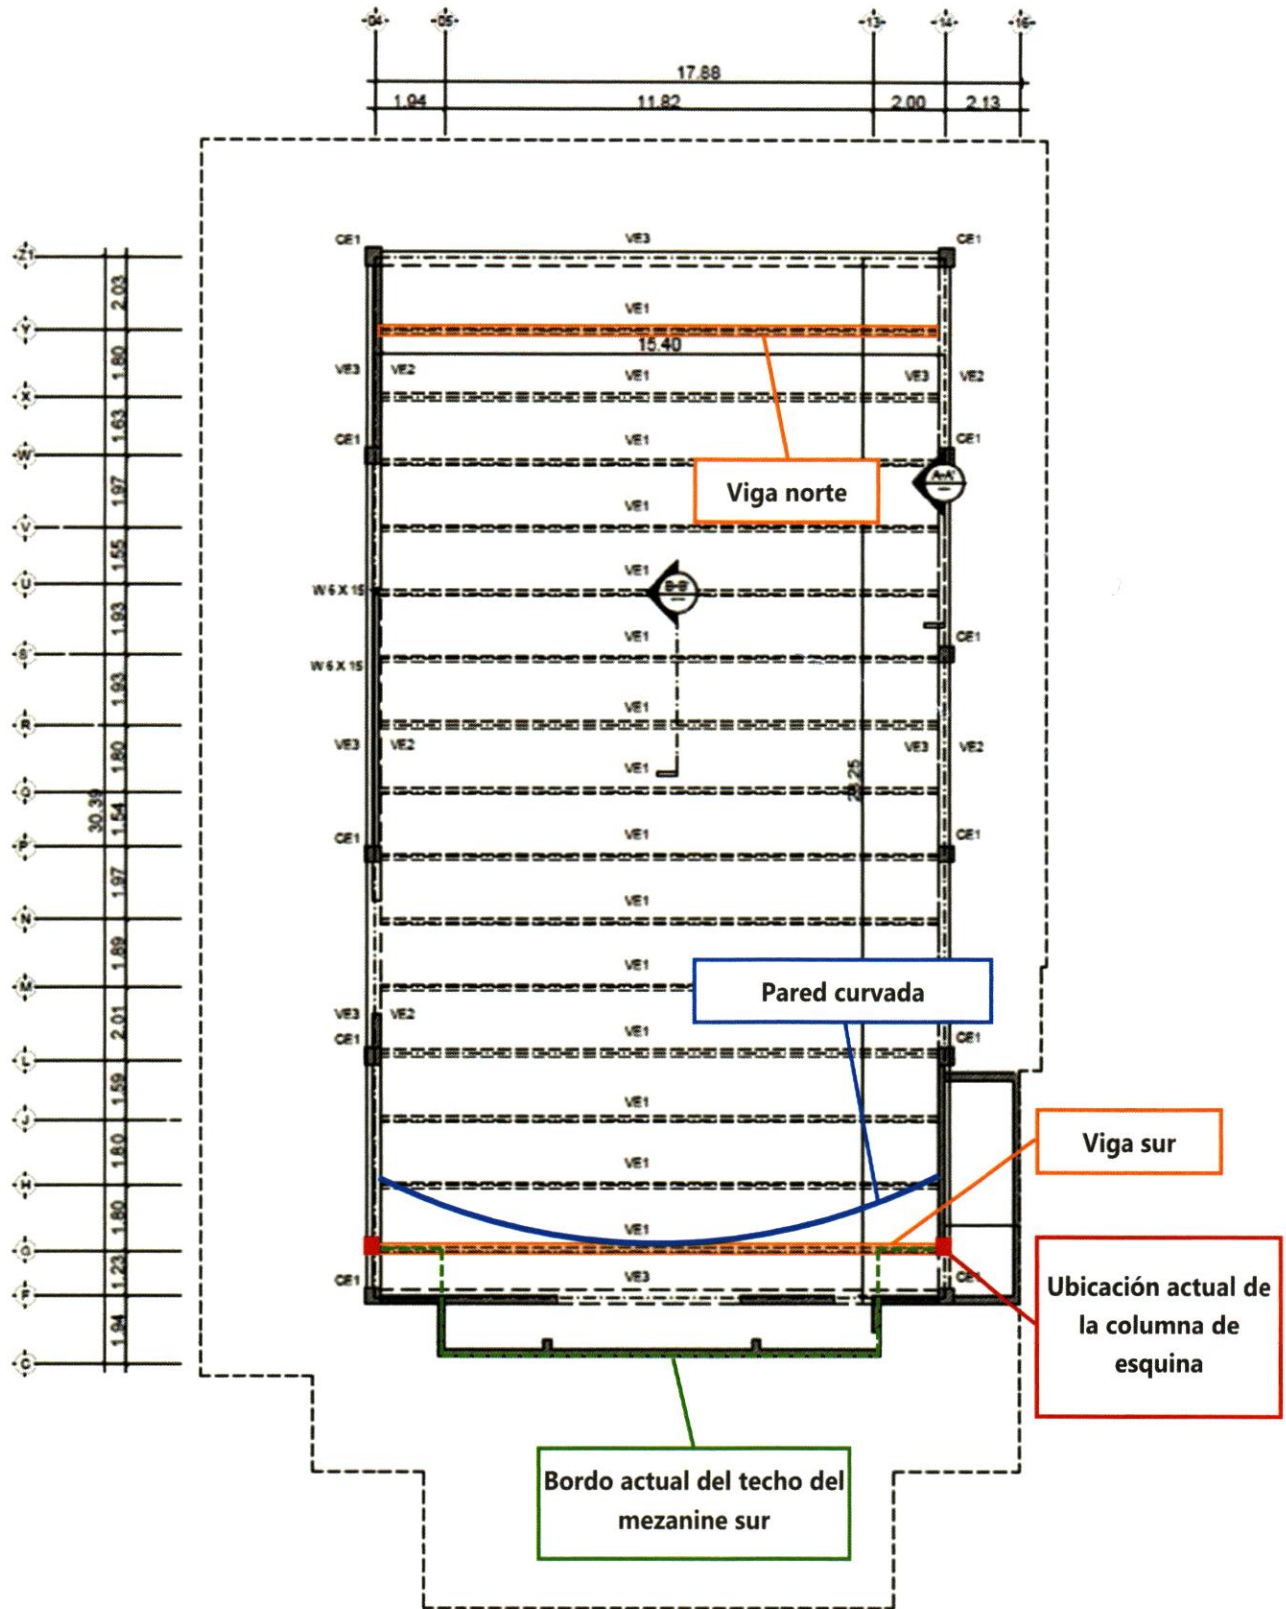 04 05 13 14 16
17.88
1.94 11.82 2.00 2.13
CE1 VE3 CE1
Z1
2.03
VE1
Y
15.40
1.80
VE3 VE2 VE1 VE3 VE2
X
1.63
CE1 VE1 CE1
W
Viga norte
A-A'
1.97
VE1
V
1.55
VE1
B-B'
U
W 6 X 15
1.93
VE1 CE1
S
W 6 X 15
1.93
VE1
R
VE3 VE2 VE3 VE2
1.80
VE1
28.25
Q
30.39
1.54
CE1 VE1 CE1
P
1.97
VE1
N
1.89
VE1
Pared curvada
M
2.01
VE3 VE2
CE1 VE1 CE1
L
1.59
VE1
J
Viga sur
1.80
VE1
H
1.80
VE1
G
1.23
CE1 VE3 CE1
F
Ubicación actual de
la columna de
esquina
1.94
C
Bordo actual del techo del
mezanine sur